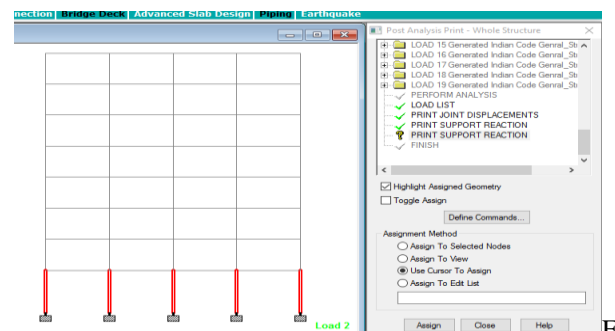 nection Bridge Deck Advanced Slab Design Piping Earthquake
Post Analysis Print - Whole Structure
LOAD 15 Generated Indian Code Genral_St
LOAD 16 Generated Indian Code Genral_St
LOAD 17 Generated Indian Code Genral_St
LOAD 18 Generated Indian Code Genral_St
LOAD 19 Generated Indian Code Genral_St
PERFORM ANALYSIS
LOAD LIST
PRINT JOINT DISPLACEMENTS
PRINT SUPPORT REACTION
PRINT SUPPORT REACTION
FINISH
Highlight Assigned Geometry
Toggle Assign
Define Commands...
Assignment Method
Assign To Selected Nodes
Assign To View
Use Cursor To Assign
Assign To Edit List
Load 2
Assign Close Help